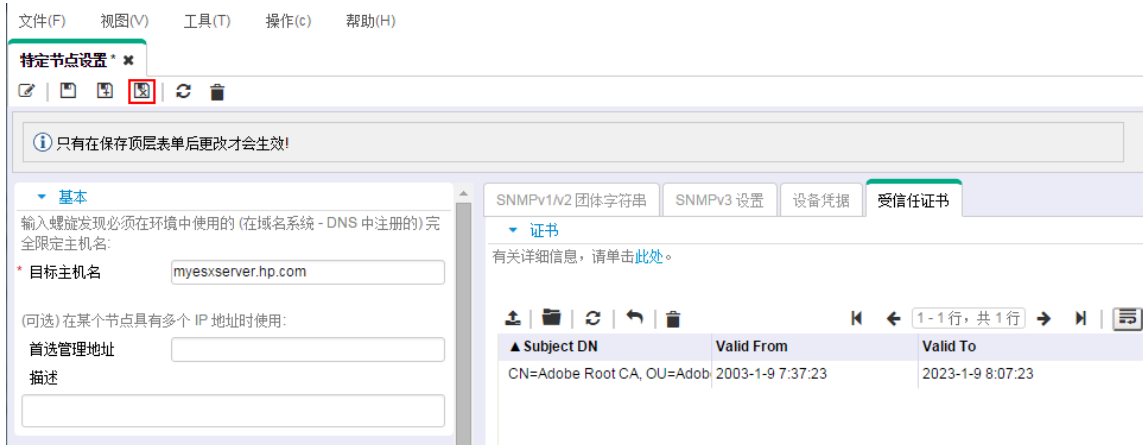 文件(F) 视图(V) 工具(T) 操作(c) 帮助(H)
特定节点设置 * ✖
只有在保存顶层表单后更改才会生效!
基本
输入螺旋发现必须在环境中使用的 (在域名系统 - DNS 中注册的) 完
全限定主机名:
* 目标主机名 myesxserver.hp.com
(可选) 在某个节点具有多个 IP 地址时使用:
首选管理地址
描述
SNMPv1/v2 团体字符串 SNMPv3 设置 设备凭据 受信任证书
证书
有关详细信息，请单击此处。
1 - 1 行，共 1 行
▲ Subject DN Valid From Valid To
CN=Adobe Root CA, OU=Adob 2003-1-9 7:37:23 2023-1-9 8:07:23